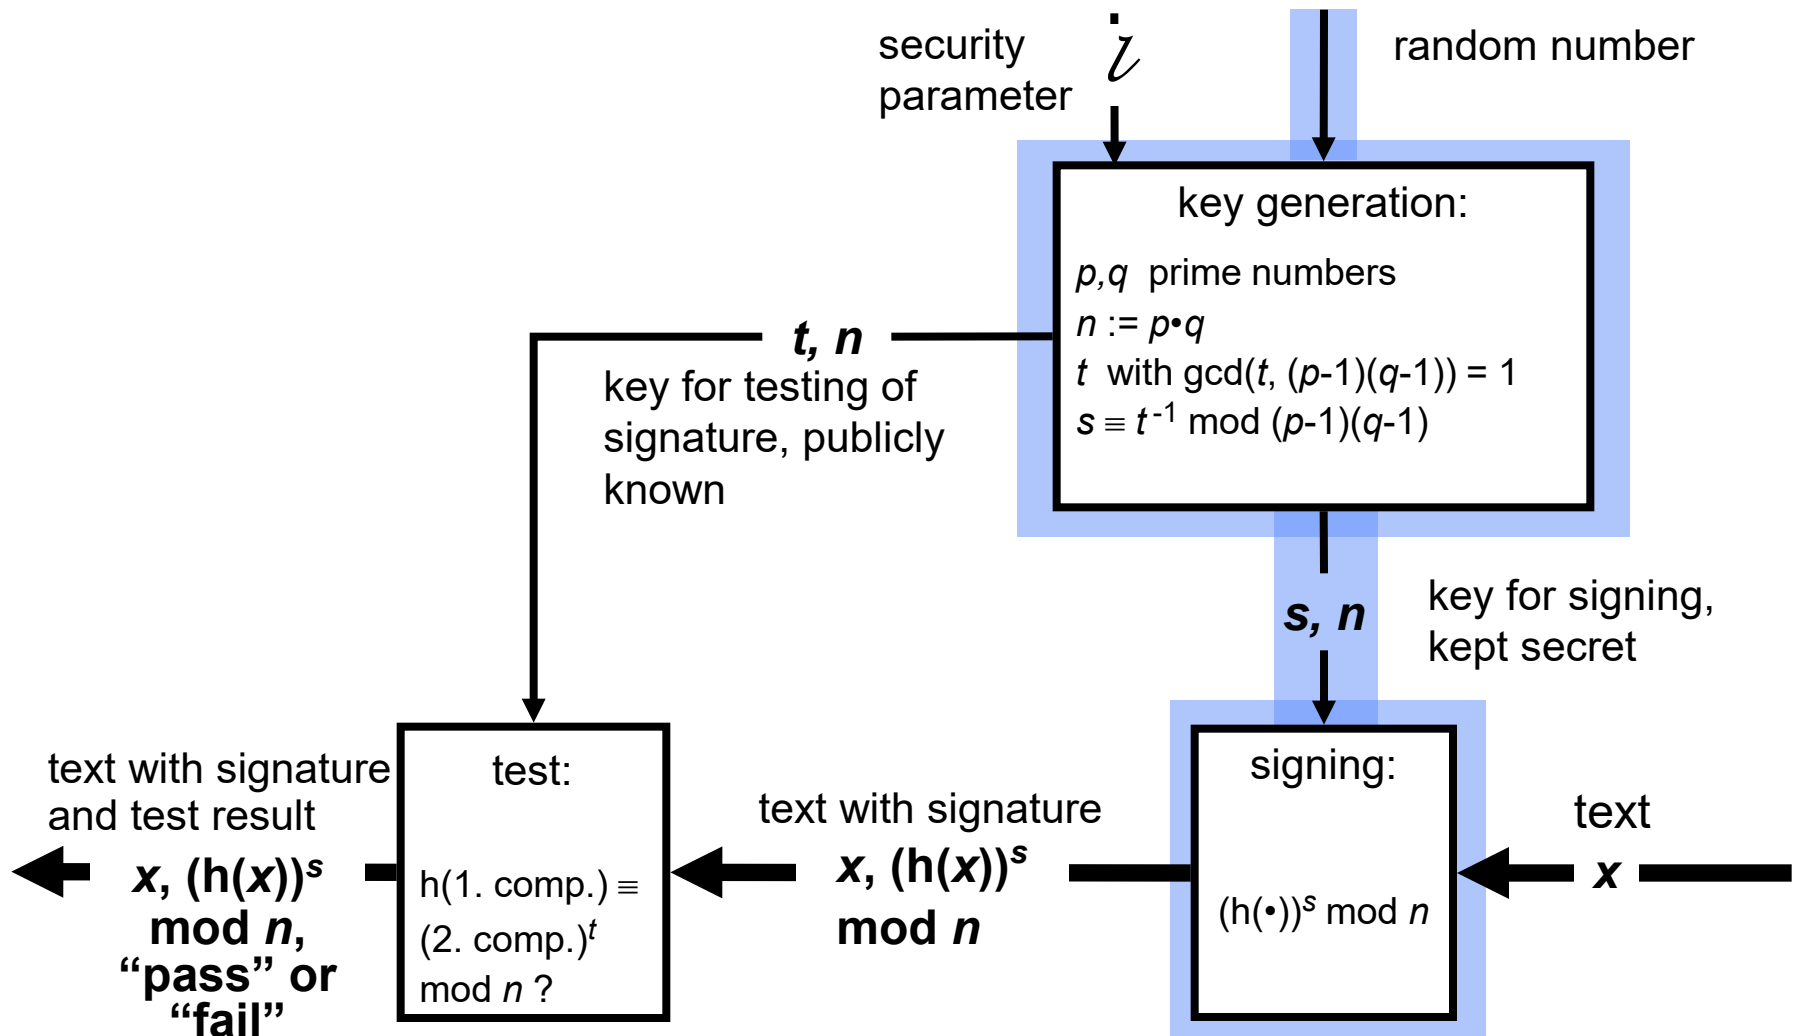 security
parameter
i
random number
key generation:
p,q prime numbers
n := p•q
t with gcd(t, (p-1)(q-1)) = 1
s ≡ t⁻¹ mod (p-1)(q-1)
t, n
key for testing of
signature, publicly
known
s, n
key for signing,
kept secret
text with signature
and test result
x, (h(x))ˢ
mod n,
“pass” or
“fail”
test:
h(1. comp.) ≡
(2. comp.)ᵗ
mod n ?
text with signature
x, (h(x))ˢ
mod n
signing:
(h(•))ˢ mod n
text
x